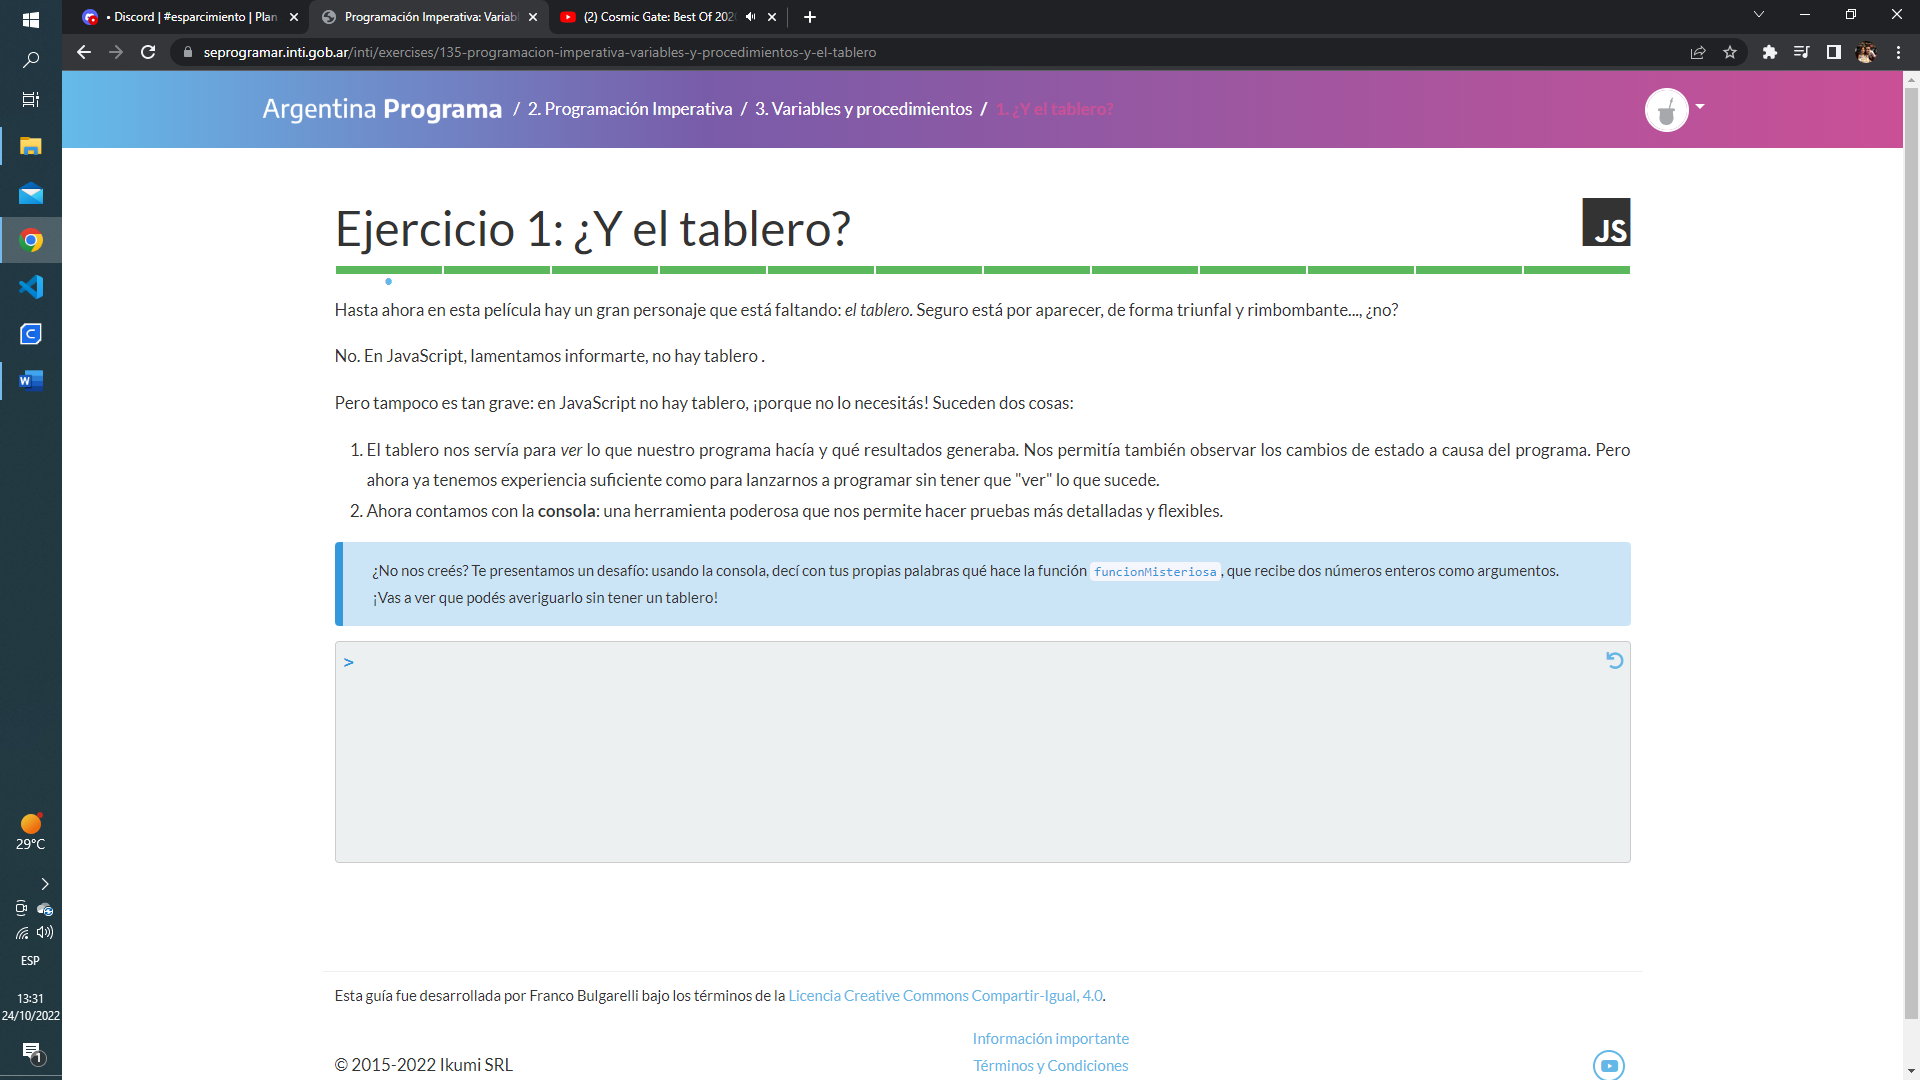 • Discord | #esparcimiento | Plan
Programación Imperativa: Variab
(2) Cosmic Gate: Best Of 202
seprogramar.inti.gob.ar/inti/exercises/135-programacion-imperativa-variables-y-procedimientos-y-el-tablero
Argentina Programa / 2. Programación Imperativa / 3. Variables y procedimientos / 1. ¿Y el tablero?
Ejercicio 1: ¿Y el tablero?
JS
Hasta ahora en esta película hay un gran personaje que está faltando: el tablero. Seguro está por aparecer, de forma triunfal y rimbombante..., ¿no?
No. En JavaScript, lamentamos informarte, no hay tablero .
Pero tampoco es tan grave: en JavaScript no hay tablero, ¡porque no lo necesitás! Suceden dos cosas:
1. El tablero nos servía para ver lo que nuestro programa hacía y qué resultados generaba. Nos permitía también observar los cambios de estado a causa del programa. Pero
ahora ya tenemos experiencia suficiente como para lanzarnos a programar sin tener que "ver" lo que sucede.
2. Ahora contamos con la consola: una herramienta poderosa que nos permite hacer pruebas más detalladas y flexibles.
¿No nos creés? Te presentamos un desafío: usando la consola, decí con tus propias palabras qué hace la función funcionMisteriosa, que recibe dos números enteros como argumentos.
¡Vas a ver que podés averiguarlo sin tener un tablero!
>
Esta guía fue desarrollada por Franco Bulgarelli bajo los términos de la Licencia Creative Commons Compartir-Igual, 4.0.
Información importante
© 2015-2022 Ikumi SRL
Términos y Condiciones
29°C
ESP
13:31
24/10/2022
1